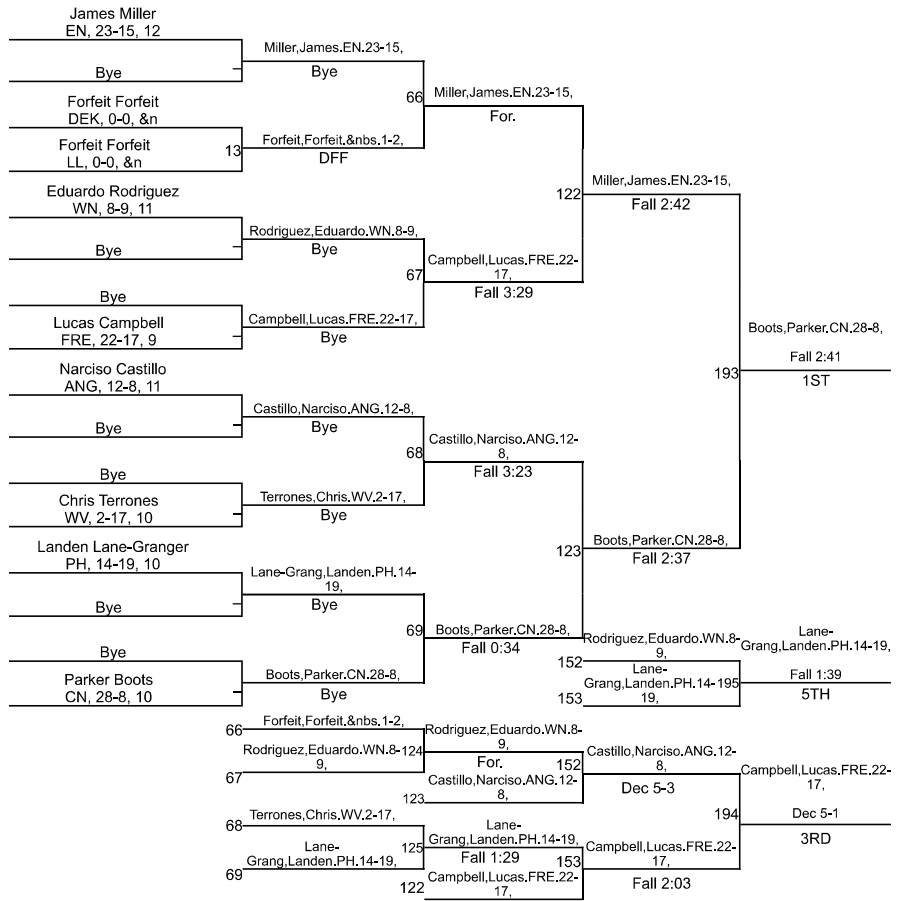 James Miller
EN, 23-15, 12
Bye
Forfeit Forfeit
DEK, 0-0, &n
Forfeit Forfeit
LL, 0-0, &n
Eduardo Rodriguez
WN, 8-9, 11
Bye
Bye
Lucas Campbell
FRE, 22-17, 9
Narciso Castillo
ANG, 12-8, 11
Bye
Bye
Chris Terrones
WV, 2-17, 10
Landen Lane-Granger
PH, 14-19, 10
Bye
Bye
Parker Boots
CN, 28-8, 10
Miller,James.EN.23-15,
Bye
13
Forfeit,Forfeit.&nbs.1-2,
DFF
Rodriguez,Eduardo.WN.8-9,
Bye
Campbell,Lucas.FRE.22-17,
Bye
Castillo,Narciso.ANG.12-8,
Bye
Terrones,Chris.WV.2-17,
Bye
Lane-Grang,Landen.PH.14-
19,
Bye
Boots,Parker.CN.28-8,
Bye
66
Miller,James.EN.23-15,
For.
67
Campbell,Lucas.FRE.22-
17,
Fall 3:29
68
Castillo,Narciso.ANG.12-
8,
Fall 3:23
69
Boots,Parker.CN.28-8,
Fall 0:34
122
Miller,James.EN.23-15,
Fall 2:42
123
Boots,Parker.CN.28-8,
Fall 2:37
193
Boots,Parker.CN.28-8,
Fall 2:41
1ST
152
Rodriguez,Eduardo.WN.8-
9,
153
Lane-
Grang,Landen.PH.14-195
19,
Lane-
Grang,Landen.PH.14-19,
Fall 1:39
5TH
66
Forfeit,Forfeit.&nbs.1-2,
67
Rodriguez,Eduardo.WN.8-
9,
68
Terrones,Chris.WV.2-17,
69
Lane-
Grang,Landen.PH.14-19,
124
Rodriguez,Eduardo.WN.8-
9,
For.
123
Castillo,Narciso.ANG.12-
8,
125
Lane-
Grang,Landen.PH.14-19,
Fall 1:29
122
Campbell,Lucas.FRE.22-
17,
152
Castillo,Narciso.ANG.12-
8,
Dec 5-3
153
Campbell,Lucas.FRE.22-
17,
Fall 2:03
194
Campbell,Lucas.FRE.22-
17,
Dec 5-1
3RD